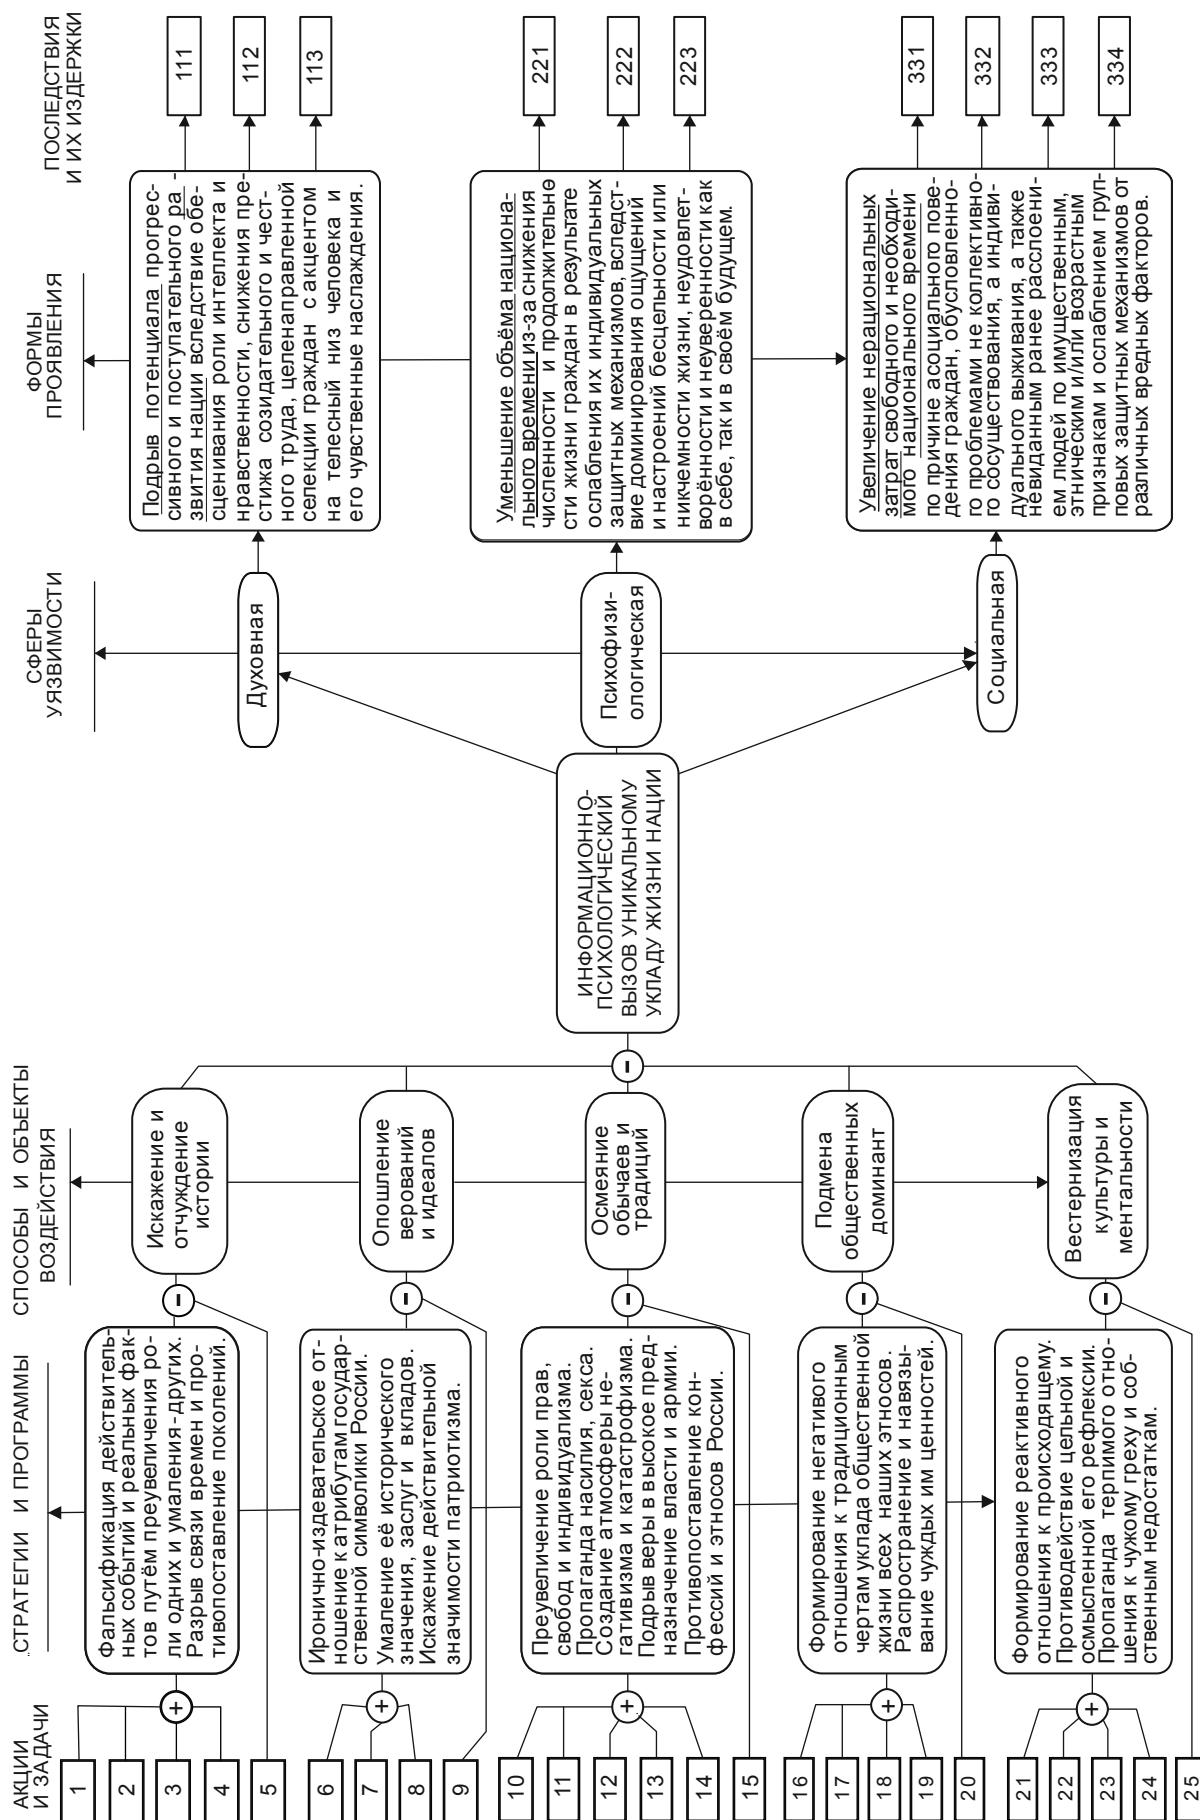 АКЦИИ
И ЗАДАЧИ
СТРАТЕГИИ И ПРОГРАММЫ
СПОСОБЫ И ОБЪЕКТЫ
ВОЗДЕЙСТВИЯ
СФЕРЫ
УЯЗВИМОСТИ
ФОРМЫ
ПРОЯВЛЕНИЯ
ПОСЛЕДСТВИЯ
И ИХ ИЗДЕРЖКИ
1
2
3
4
5
+
Фальсификация действитель-
ных событий и реальных фак-
тов путём преувеличения ро-
ли одних и умаления-других.
Разрыв связи времен и про-
тивопоставление поколений.
-
Искажение и
отчуждение
истории
6
7
8
9
+
Иронично-издевательское от-
ношение к атрибутам государ-
ственной символики России.
Умаление её исторического
значения, заслуг и вкладов.
Искажение действительной
значимости патриотизма.
-
Опошление
верований
и идеалов
10
11
12
13
14
15
+
Преувеличение роли прав,
свобод и индивидуализма.
Пропаганда насилия, секса.
Создание атмосферы не-
гативизма и катастрофизма.
Подрыв веры в высокое пред-
назначение власти и армии.
Противопоставление кон-
фессий и этносов России.
-
Осмеяние
обычаев и
традиций
16
17
18
19
20
+
Формирование негативого
отношения к традиционным
чертам уклада общественной
жизни всех наших этносов.
Распространение и навязы-
вание чуждых им ценностей.
-
Подмена
общественных
доминант
21
22
23
24
25
+
Формирование реактивного
отношения к происходящему.
Противодействие цельной и
осмысленной его рефлексии.
Пропаганда терпимого отно-
шения к чужому греху и соб-
ственным недостаткам.
-
Вестернизация
культуры и
ментальности
-
ИНФОРМАЦИОННО-
ПСИХОЛОГИЧЕСКИЙ
ВЫЗОВ УНИКАЛЬНОМУ
УКЛАДУ ЖИЗНИ НАЦИИ
Духовная
Подрыв потенциала прогрес-
сивного и поступательного ра-
звития нации вследствие обе-
сценивания роли интеллекта и
нравственности, снижения пре-
стижа созидательного и чест-
ного труда, целенаправленной
селекции граждан с акцентом
на телесный низ человека и
его чувственные наслаждения.
111
112
113
Психофизи-
ологическая
Уменьшение объёма национа-
льного времени из-за снижения
численности и продолжительно
сти жизни граждан в результате
ослабления их индивидуальных
защитных механизмов, вследст-
вие доминирования ощущений
и настроений бесцельности или
никчемности жизни, неудовлет-
ворённости и неуверенности как
в себе, так и в своём будущем.
221
222
223
Социальная
Увеличение нерациональных
затрат свободного и необходи-
мого национального времени
по причине асоциального пове-
дения граждан, обусловленно-
го проблемами не коллективно-
го сосуществования, а индиви-
дуального выживания, а также
невиданным ранее расслоени-
ем людей по имущественным,
этническим и/или возрастным
признакам и ослаблением груп-
повых защитных механизмов от
различных вредных факторов.
331
332
333
334